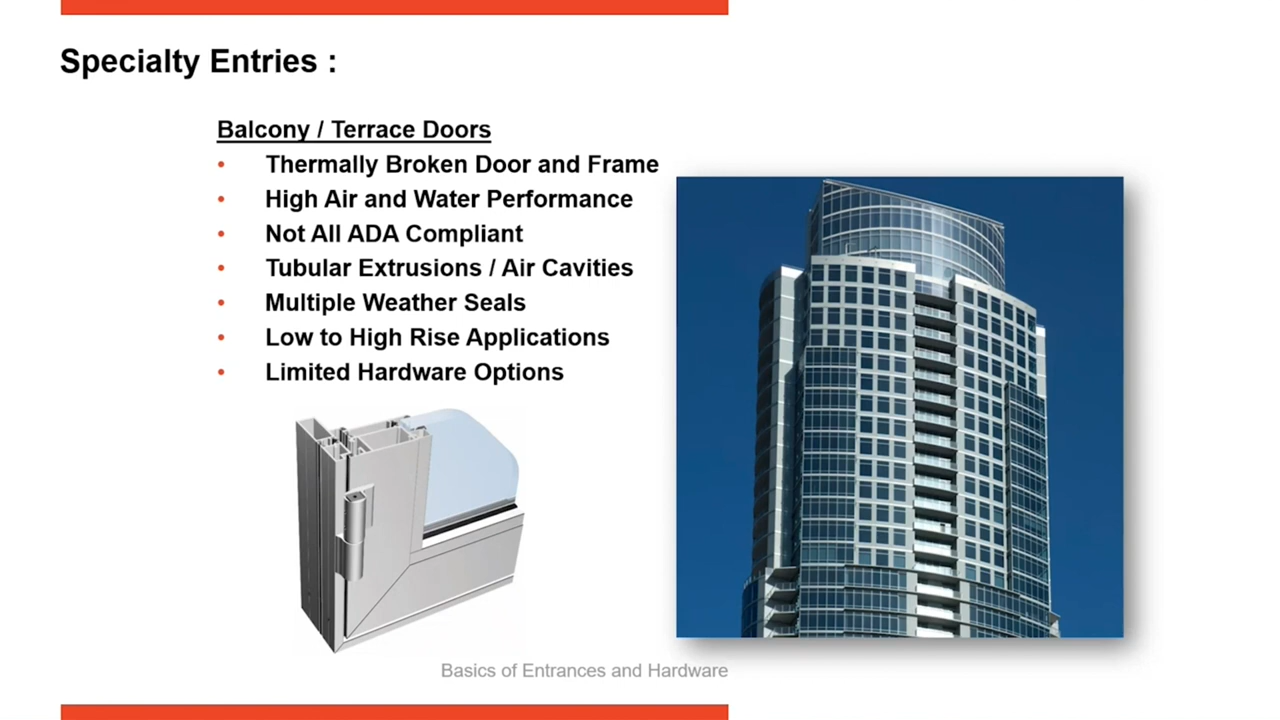 Specialty Entries :
Balcony / Terrace Doors
• Thermally Broken Door and Frame
• High Air and Water Performance
• Not All ADA Compliant
• Tubular Extrusions / Air Cavities
• Multiple Weather Seals
• Low to High Rise Applications
• Limited Hardware Options
Basics of Entrances and Hardware